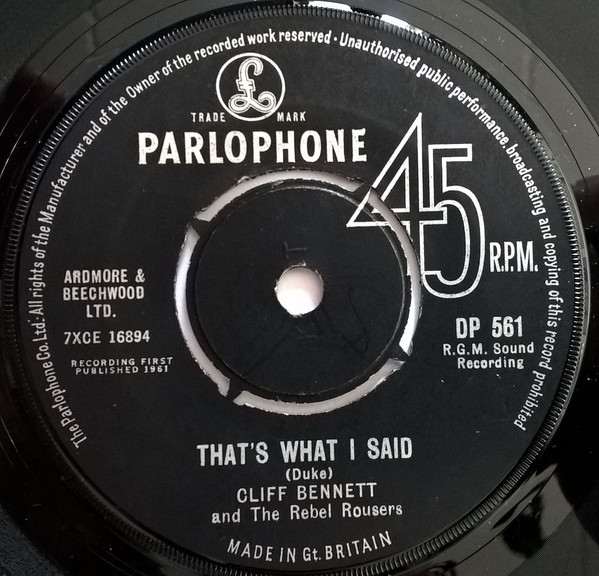 The Parlophone Co. Ltd. All rights of the Manufacturer and of the Owner of the recorded work reserved · Unauthorised public performance, broadcasting and copying of this record prohibited
£
TRADE MARK
PARLOPHONE
45
R.P.M.
ARDMORE &
BEECHWOOD
LTD.
7XCE 16894
RECORDING FIRST
PUBLISHED 1961
DP 561
R.G.M. Sound
Recording
THAT'S WHAT I SAID
(Duke)
CLIFF BENNETT
and The Rebel Rousers
MADE IN Gt. BRITAIN